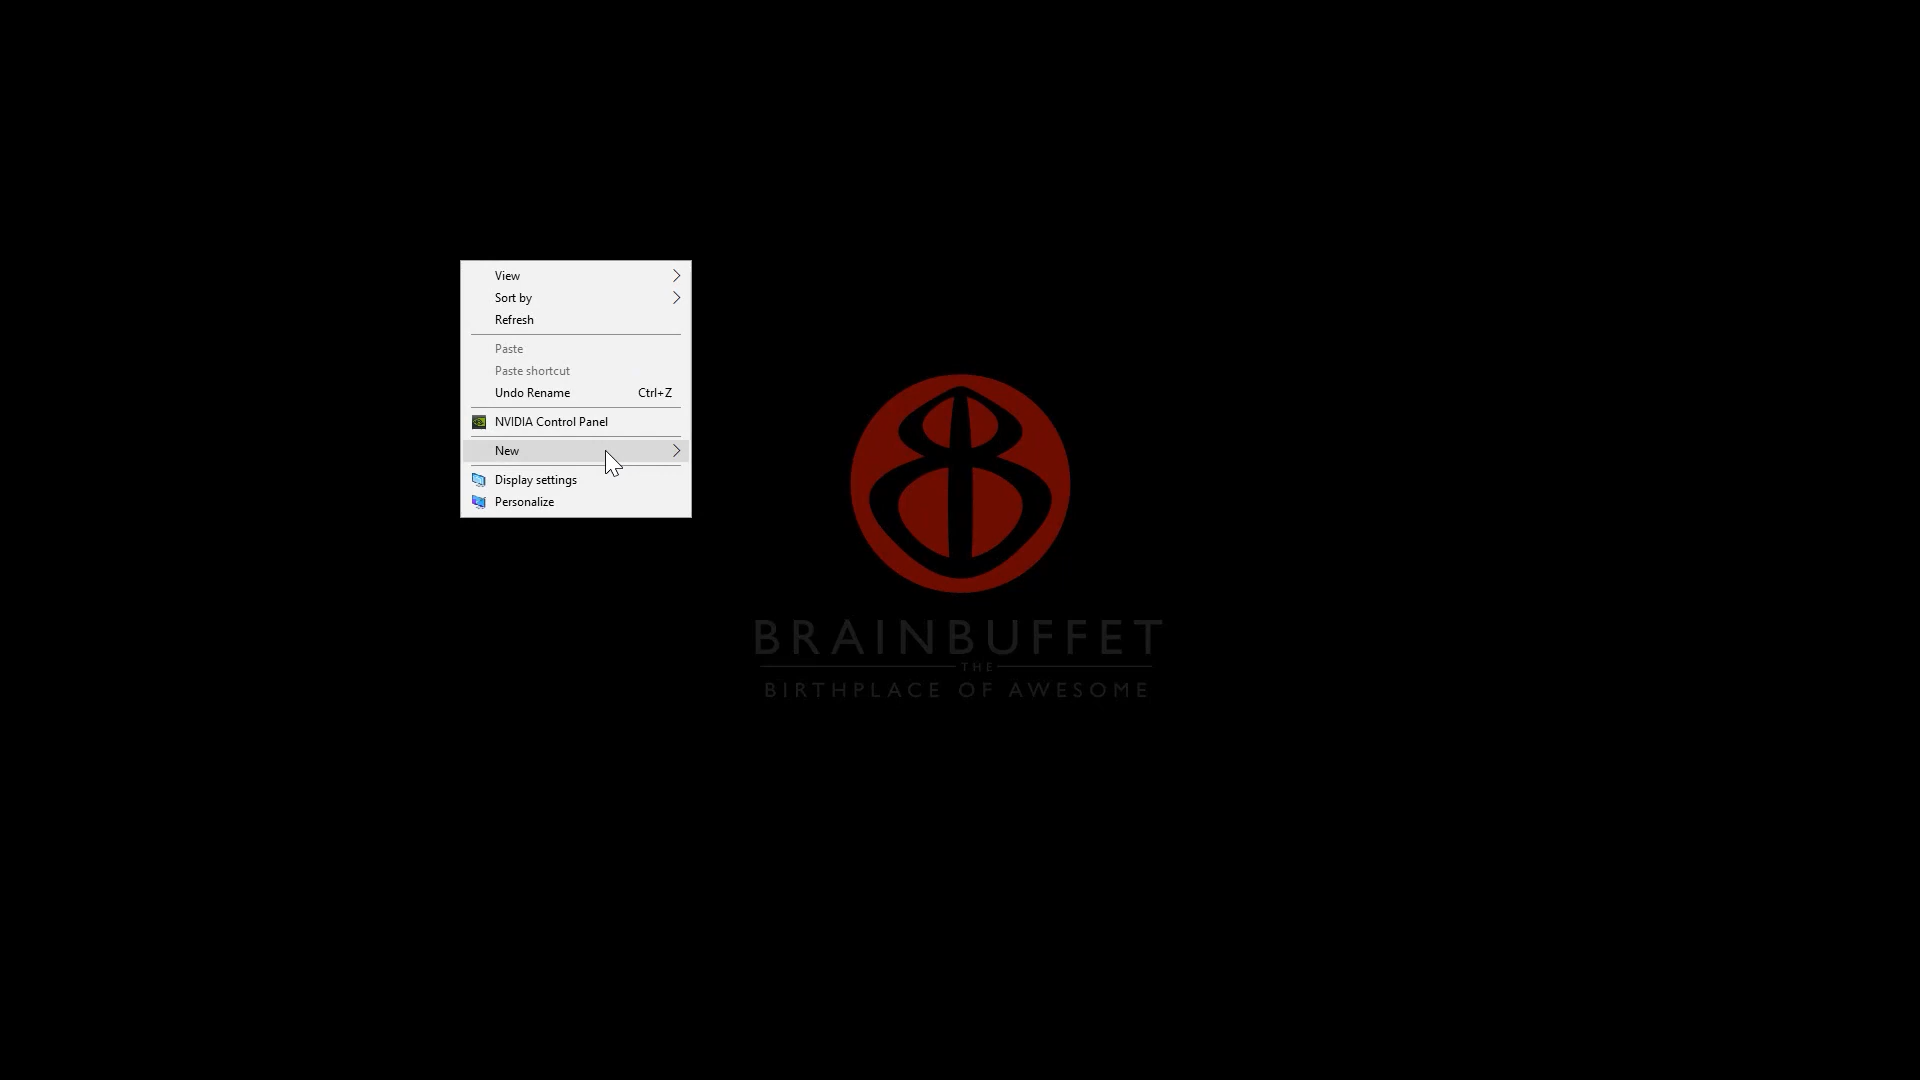 View
Sort by
Refresh
Paste
Paste shortcut
Undo Rename Ctrl+Z
NVIDIA Control Panel
New
Display settings
Personalize
BRAINBUFFET
THE
BIRTHPLACE OF AWESOME